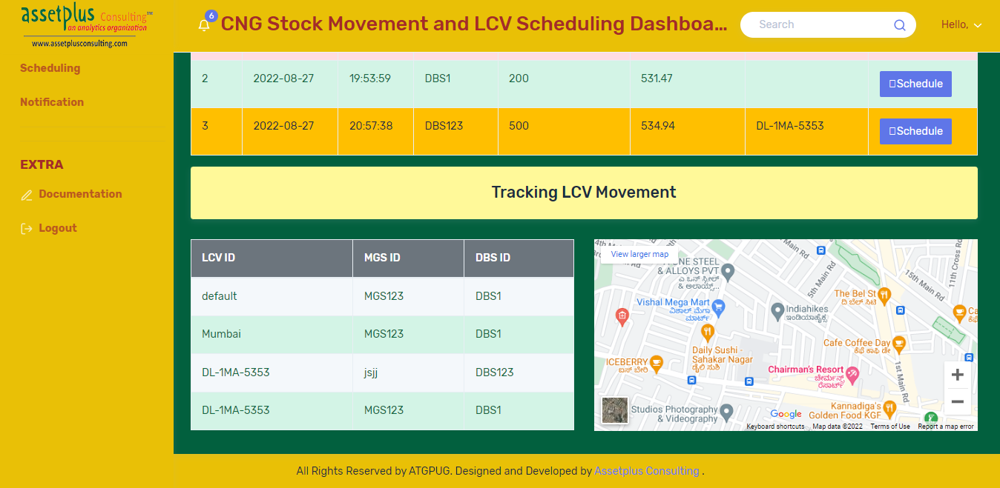 assetplus Consulting™
an analytics organization
www.assetplusconsulting.com
6
CNG Stock Movement and LCV Scheduling Dashboa...
Search
Hello,
Scheduling
Notification
EXTRA
Documentation
Logout
2 2022-08-27 19:53:59 DBS1 200 531.47 Schedule
3 2022-08-27 20:57:38 DBS123 500 534.94 DL-1MA-5353 Schedule
Tracking LCV Movement
LCV ID MGS ID DBS ID
default MGS123 DBS1
Mumbai MGS123 DBS1
DL-1MA-5353 jsjj DBS123
DL-1MA-5353 MGS123 DBS1
View larger map
ONE STEEL
& ALLOYS PVT
ಎ ಒನ್ ಸ್ಟೀಲ್
& ಅಲಾಯ್ಸ್...
Main Rd
5th Main Rd
15th Main Rd
11th Cross Rd
The Bel St
ದಿ ಬೆಲ್ ಸಿಟಿ
Vishal Mega Mart
ವಿಶಾಲ್ ಮೆಗಾ
ಮಾರ್ಟ್
Indiahikes
ಇಂಡಿಯಾಹೈಕ್ಸ್
Daily Sushi -
Sahakar Nagar
ಡೈಲಿ ಸುಶಿ
Cafe Coffee Day
ಕೆಫೆ ಕಾಫಿ ಡೇ
ICEBERRY
ಐಸ್ ಬೇರಿ
Chairman's Resort
ಚೇರ್ಮನ್ಸ್
ರೆಸಾರ್ಟ್
1st Main Rd
Studios Photography
& Videography
Kannadiga's
Golden Food KGF
Google
Keyboard shortcuts Map data ©2022 Terms of Use Report a map error
All Rights Reserved by ATGPUG. Designed and Developed by Assetplus Consulting .